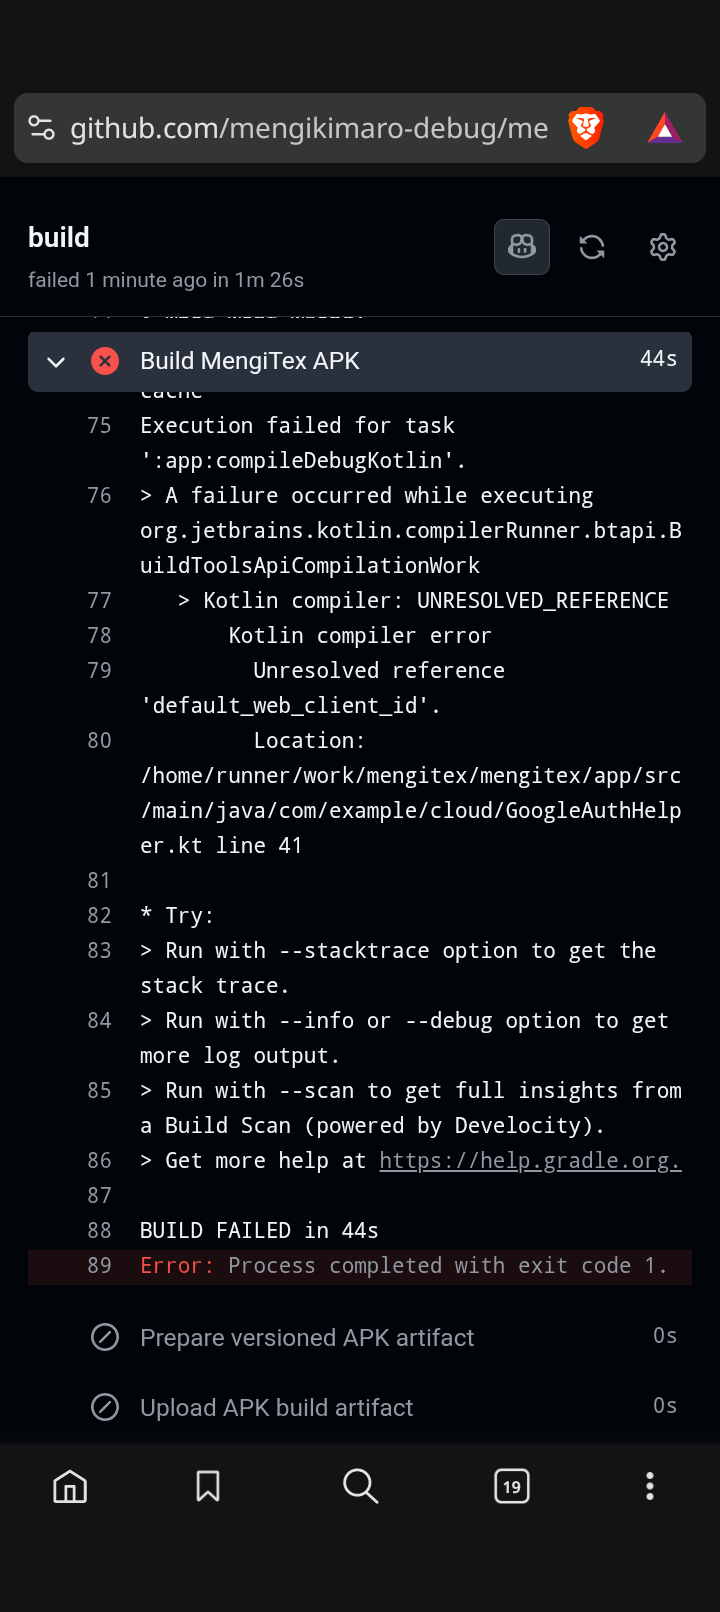 github.com/mengikimaro-debug/me
build
failed 1 minute ago in 1m 26s
Build MengiTex APK 44s
cache
75 Execution failed for task
':app:compileDebugKotlin'.
76 > A failure occurred while executing
org.jetbrains.kotlin.compilerRunner.btapi.B
uildToolsApiCompilationWork
77 > Kotlin compiler: UNRESOLVED_REFERENCE
78 Kotlin compiler error
79 Unresolved reference
'default_web_client_id'.
80 Location:
/home/runner/work/mengitex/mengitex/app/src
/main/java/com/example/cloud/GoogleAuthHelp
er.kt line 41
81
82 * Try:
83 > Run with --stacktrace option to get the
stack trace.
84 > Run with --info or --debug option to get
more log output.
85 > Run with --scan to get full insights from
a Build Scan (powered by Develocity).
86 > Get more help at https://help.gradle.org.
87
88 BUILD FAILED in 44s
89 Error: Process completed with exit code 1.
Prepare versioned APK artifact 0s
Upload APK build artifact 0s
19